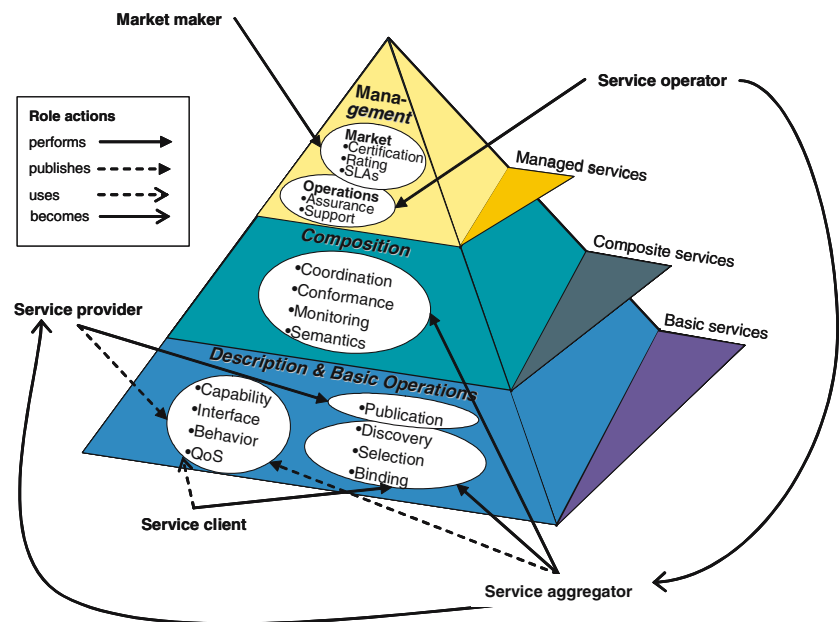 Market maker
Service operator
Role actions
performs
publishes
uses
becomes
Mana-
gement
Market
•Certification
•Rating
•SLAs
Operations
•Assurance
•Support
Managed services
Composition
•Coordination
•Conformance
•Monitoring
•Semantics
Composite services
Service provider
Basic services
Description & Basic Operations
•Capability
•Interface
•Behavior
•QoS
•Publication
•Discovery
•Selection
•Binding
Service client
Service aggregator